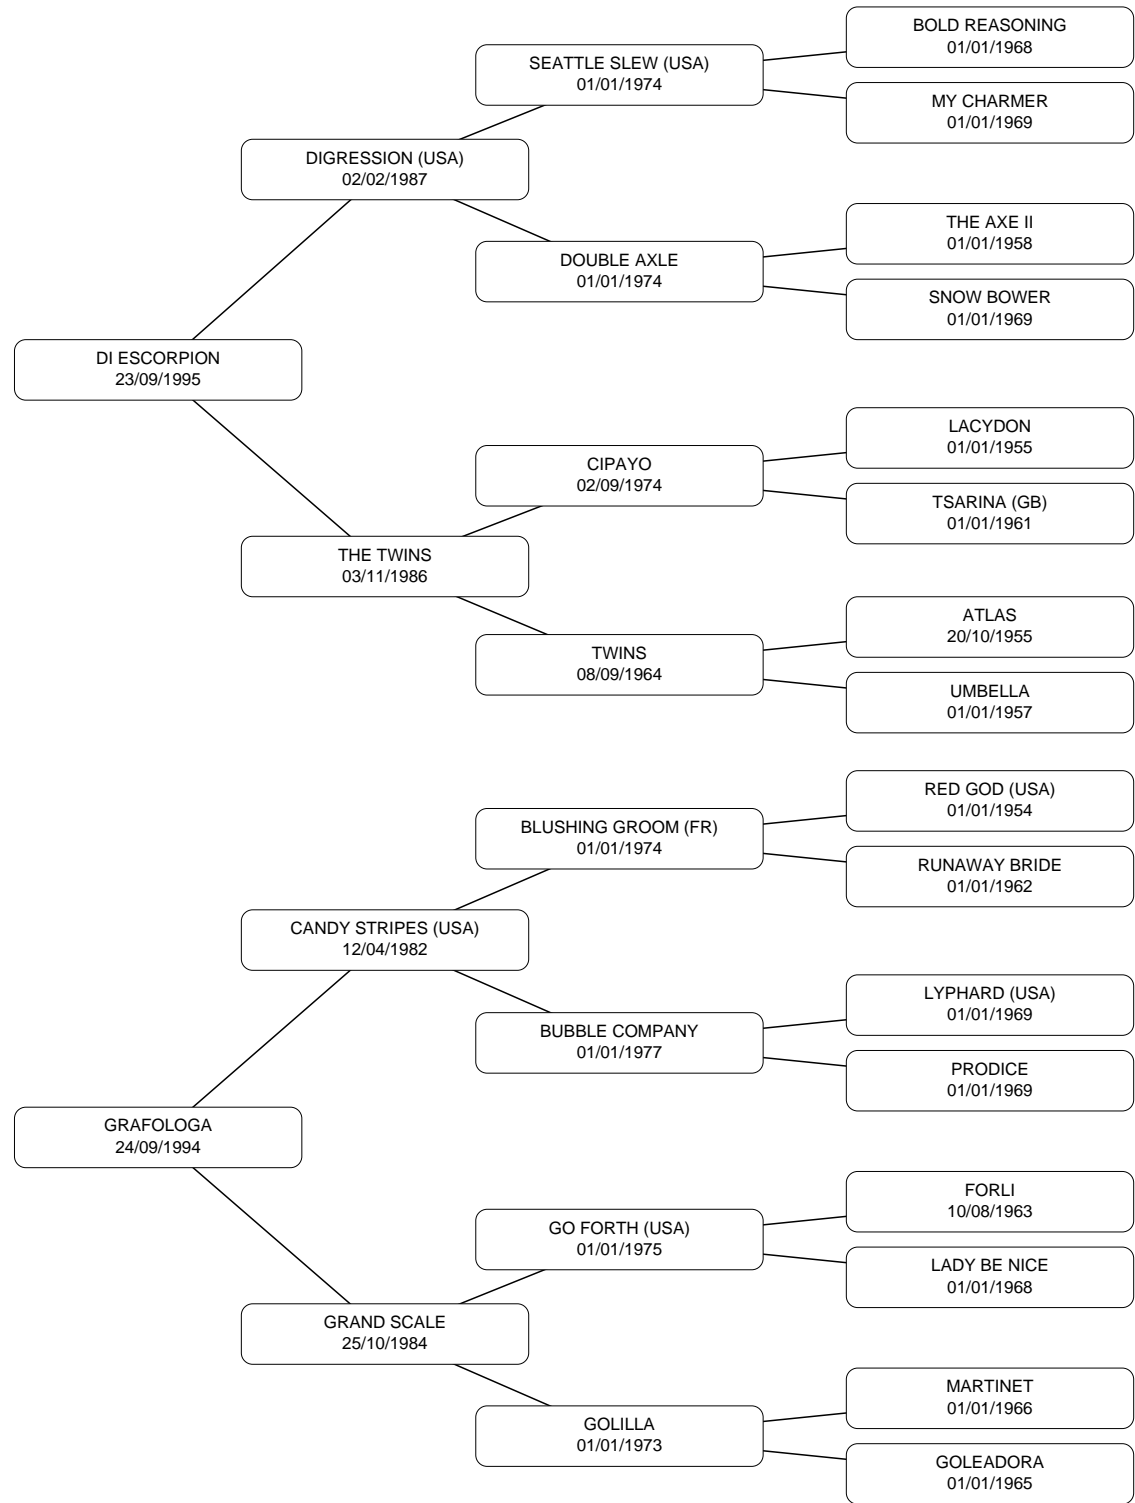 BOLD REASONING
01/01/1968
SEATTLE SLEW (USA)
01/01/1974
MY CHARMER
01/01/1969
DIGRESSION (USA)
02/02/1987
THE AXE II
01/01/1958
DOUBLE AXLE
01/01/1974
SNOW BOWER
01/01/1969
DI ESCORPION
23/09/1995
LACYDON
01/01/1955
CIPAYO
02/09/1974
TSARINA (GB)
01/01/1961
THE TWINS
03/11/1986
ATLAS
20/10/1955
TWINS
08/09/1964
UMBELLA
01/01/1957
RED GOD (USA)
01/01/1954
BLUSHING GROOM (FR)
01/01/1974
RUNAWAY BRIDE
01/01/1962
CANDY STRIPES (USA)
12/04/1982
LYPHARD (USA)
01/01/1969
BUBBLE COMPANY
01/01/1977
PRODICE
01/01/1969
GRAFOLOGA
24/09/1994
FORLI
10/08/1963
GO FORTH (USA)
01/01/1975
LADY BE NICE
01/01/1968
GRAND SCALE
25/10/1984
MARTINET
01/01/1966
GOLILLA
01/01/1973
GOLEADORA
01/01/1965